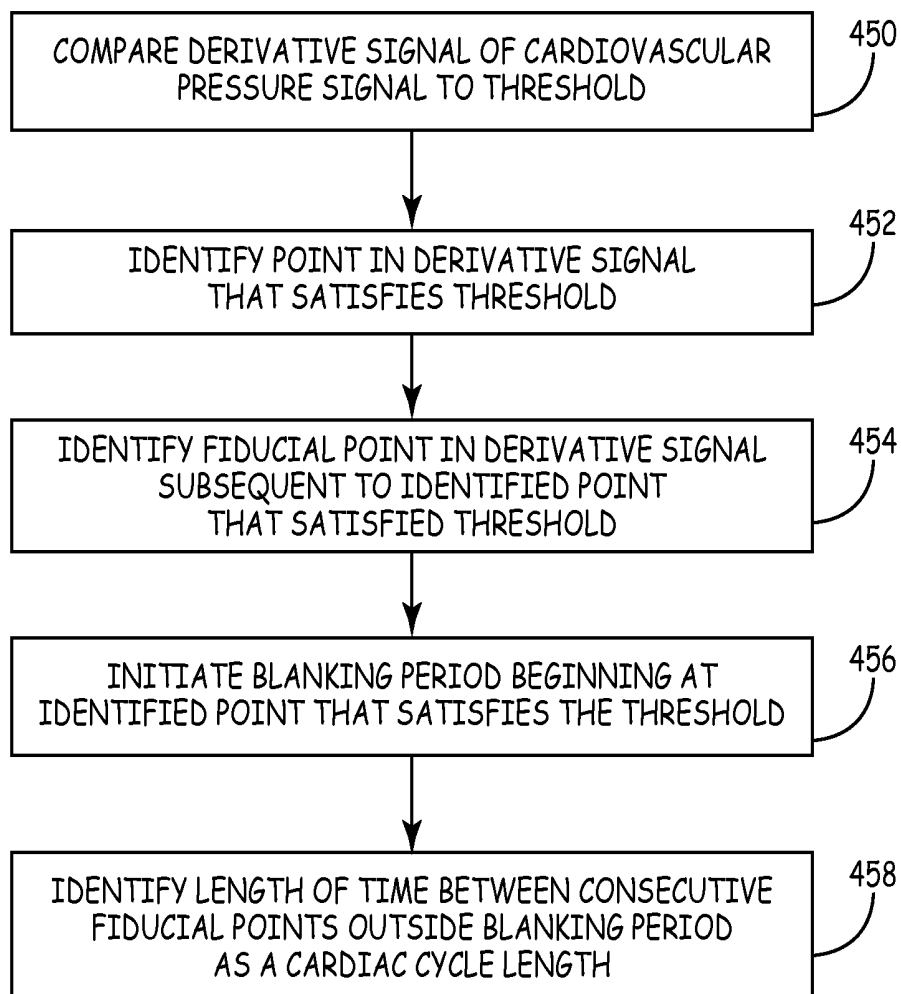 COMPARE DERIVATIVE SIGNAL OF CARDIOVASCULAR
PRESSURE SIGNAL TO THRESHOLD
450
IDENTIFY POINT IN DERIVATIVE SIGNAL
THAT SATISFIES THRESHOLD
452
IDENTIFY FIDUCIAL POINT IN DERIVATIVE SIGNAL
SUBSEQUENT TO IDENTIFIED POINT
THAT SATISFIED THRESHOLD
454
INITIATE BLANKING PERIOD BEGINNING AT
IDENTIFIED POINT THAT SATISFIES THE THRESHOLD
456
IDENTIFY LENGTH OF TIME BETWEEN CONSECUTIVE
FIDUCIAL POINTS OUTSIDE BLANKING PERIOD
AS A CARDIAC CYCLE LENGTH
458